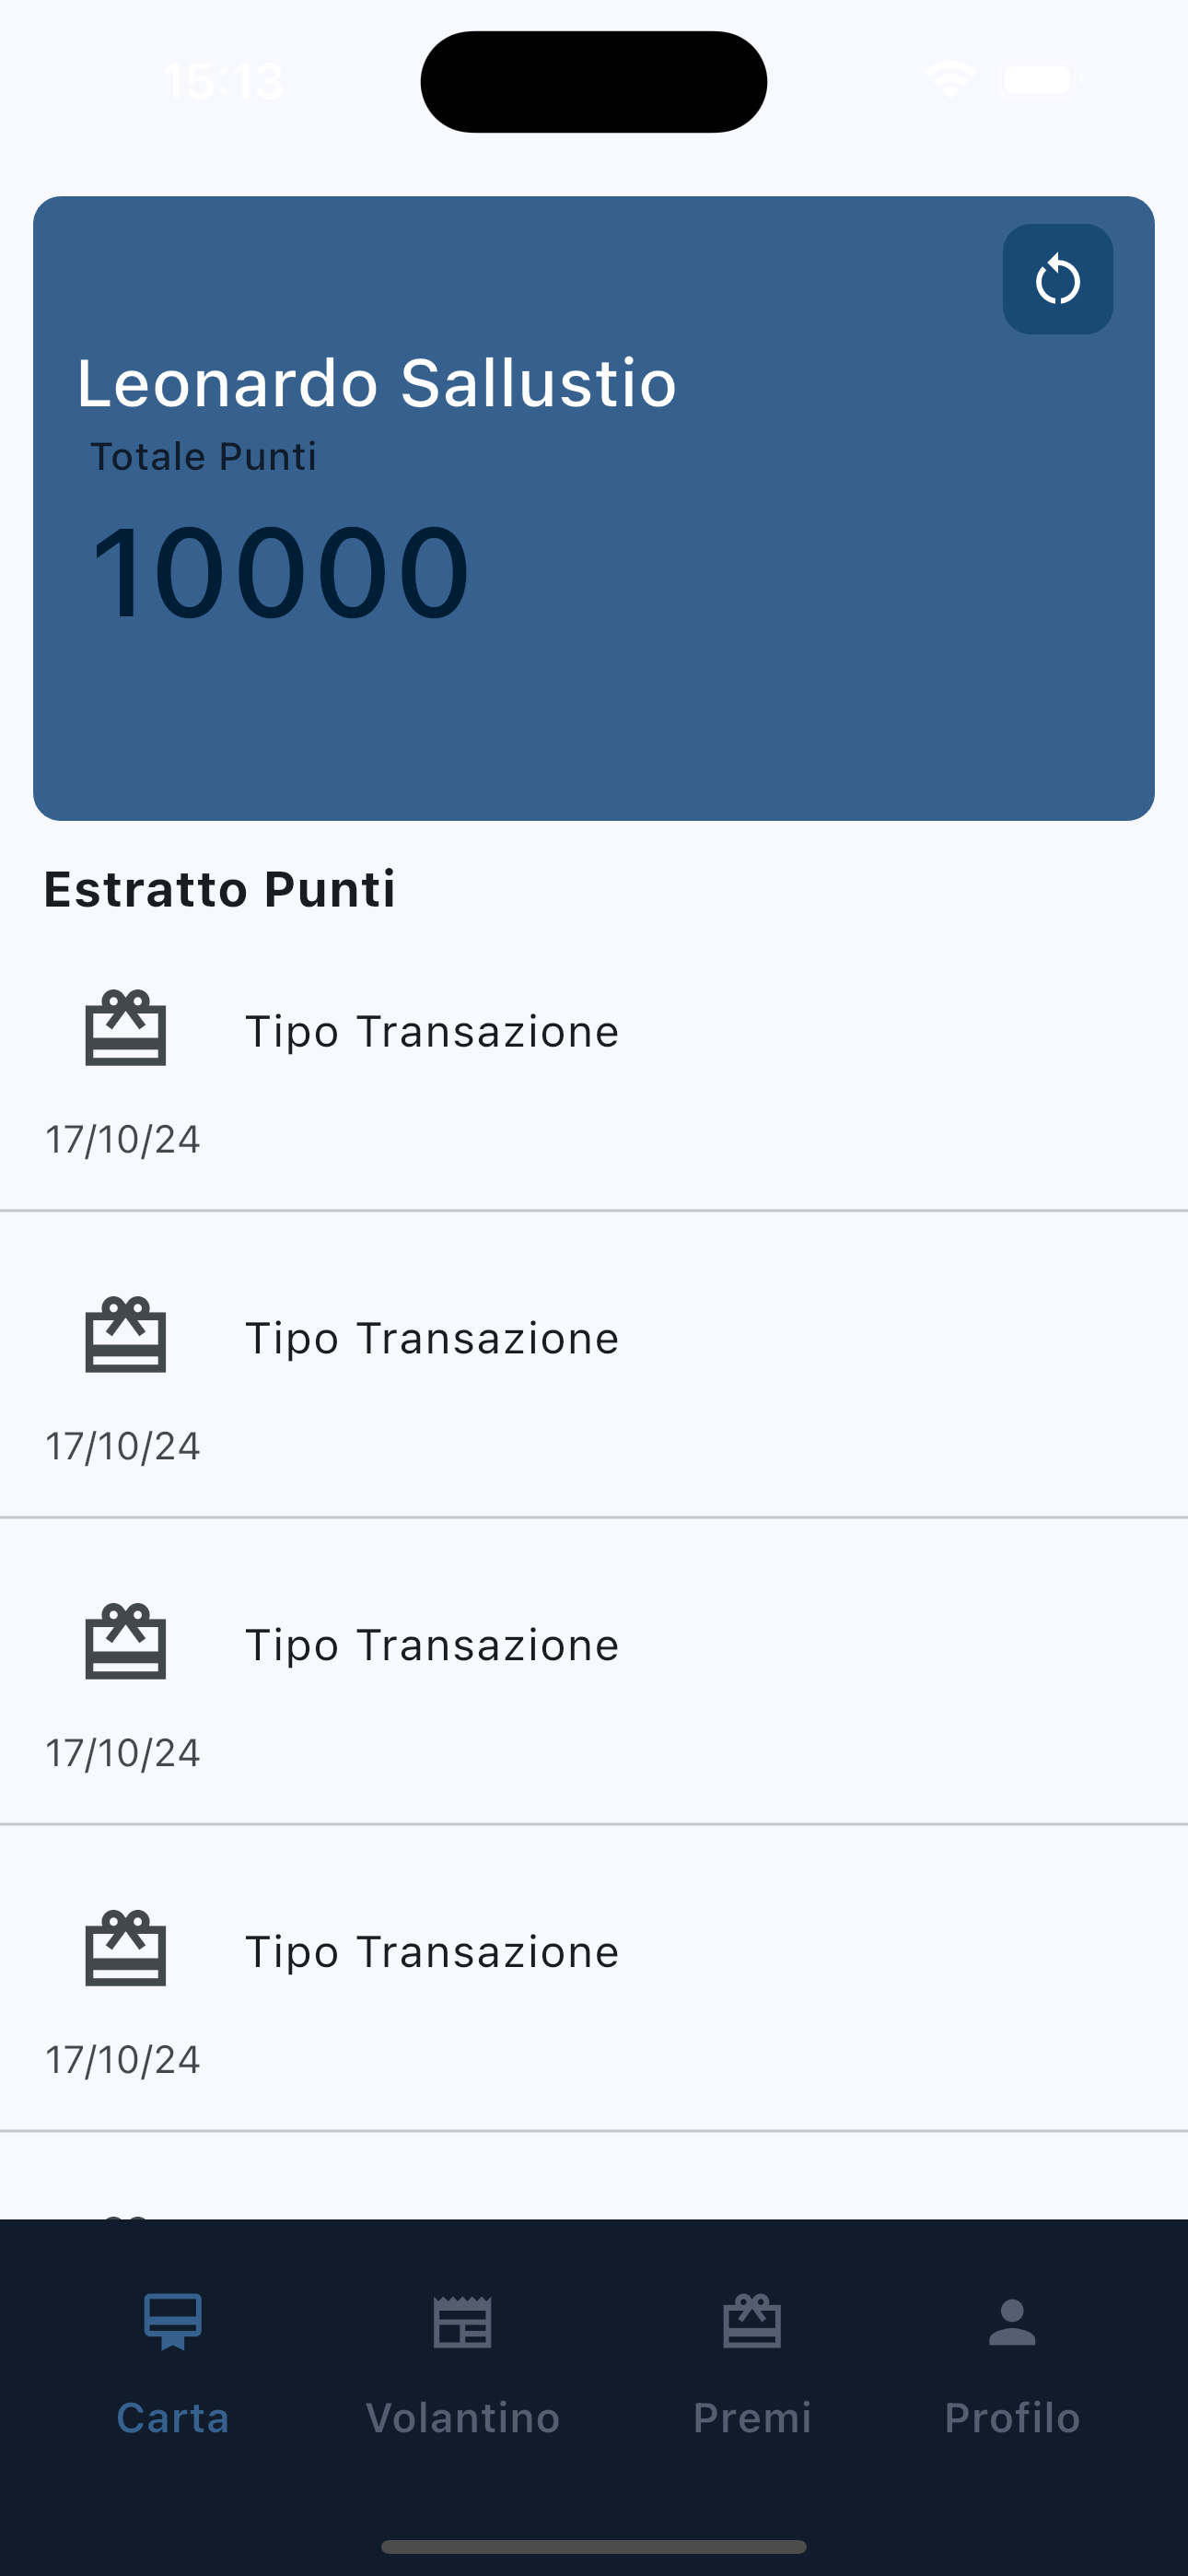 15:13
Leonardo Sallustio
Totale Punti
10000
Estratto Punti
Tipo Transazione
17/10/24
Tipo Transazione
17/10/24
Tipo Transazione
17/10/24
Tipo Transazione
17/10/24
Carta Volantino Premi Profilo